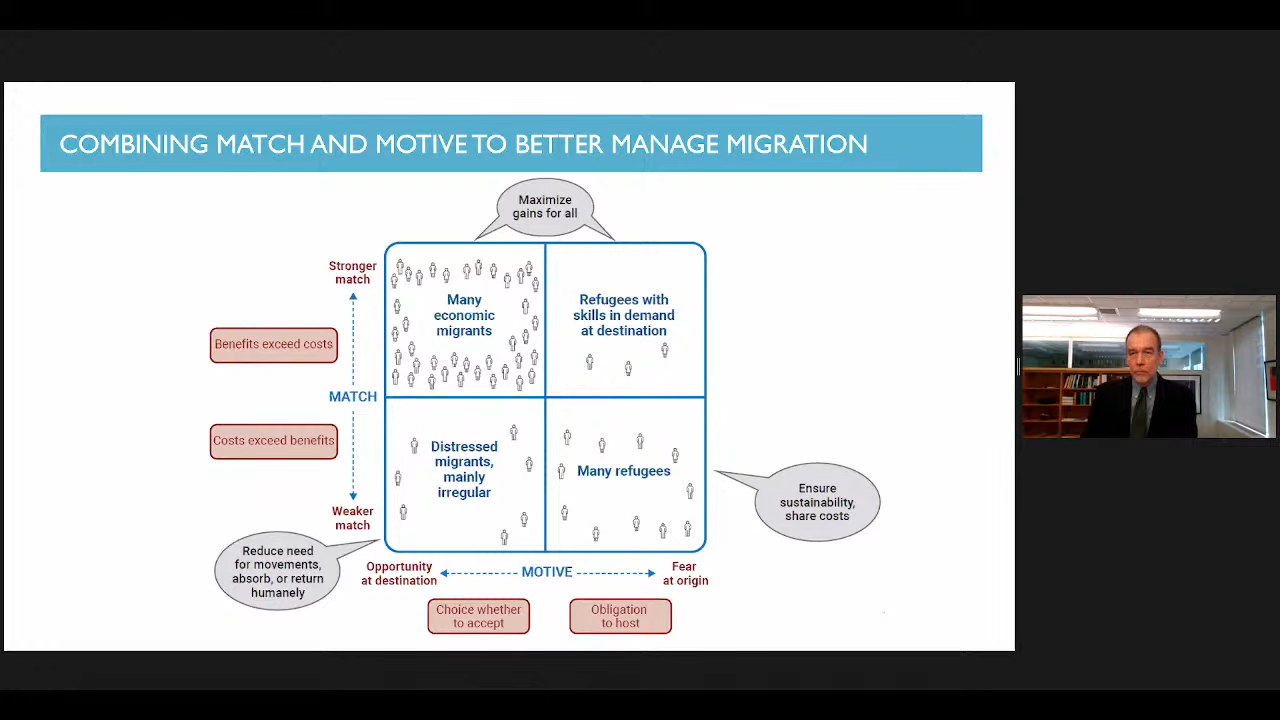 COMBINING MATCH AND MOTIVE TO BETTER MANAGE MIGRATION
Maximize
gains for all
Stronger
match
Benefits exceed costs
MATCH
Costs exceed benefits
Weaker
match
Many
economic
migrants
Refugees with
skills in demand
at destination
Distressed
migrants,
mainly
irregular
Many refugees
Ensure
sustainability,
share costs
Reduce need
for movements,
absorb, or return
humanely
Opportunity
at destination
MOTIVE
Fear
at origin
Choice whether
to accept
Obligation
to host